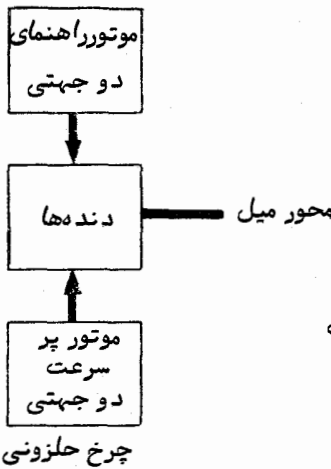 موتورراهنمای
دو جهتی
دنده‌ها
محور میل
موتور پر
سرعت
دو جهتی
چرخ حلزونی